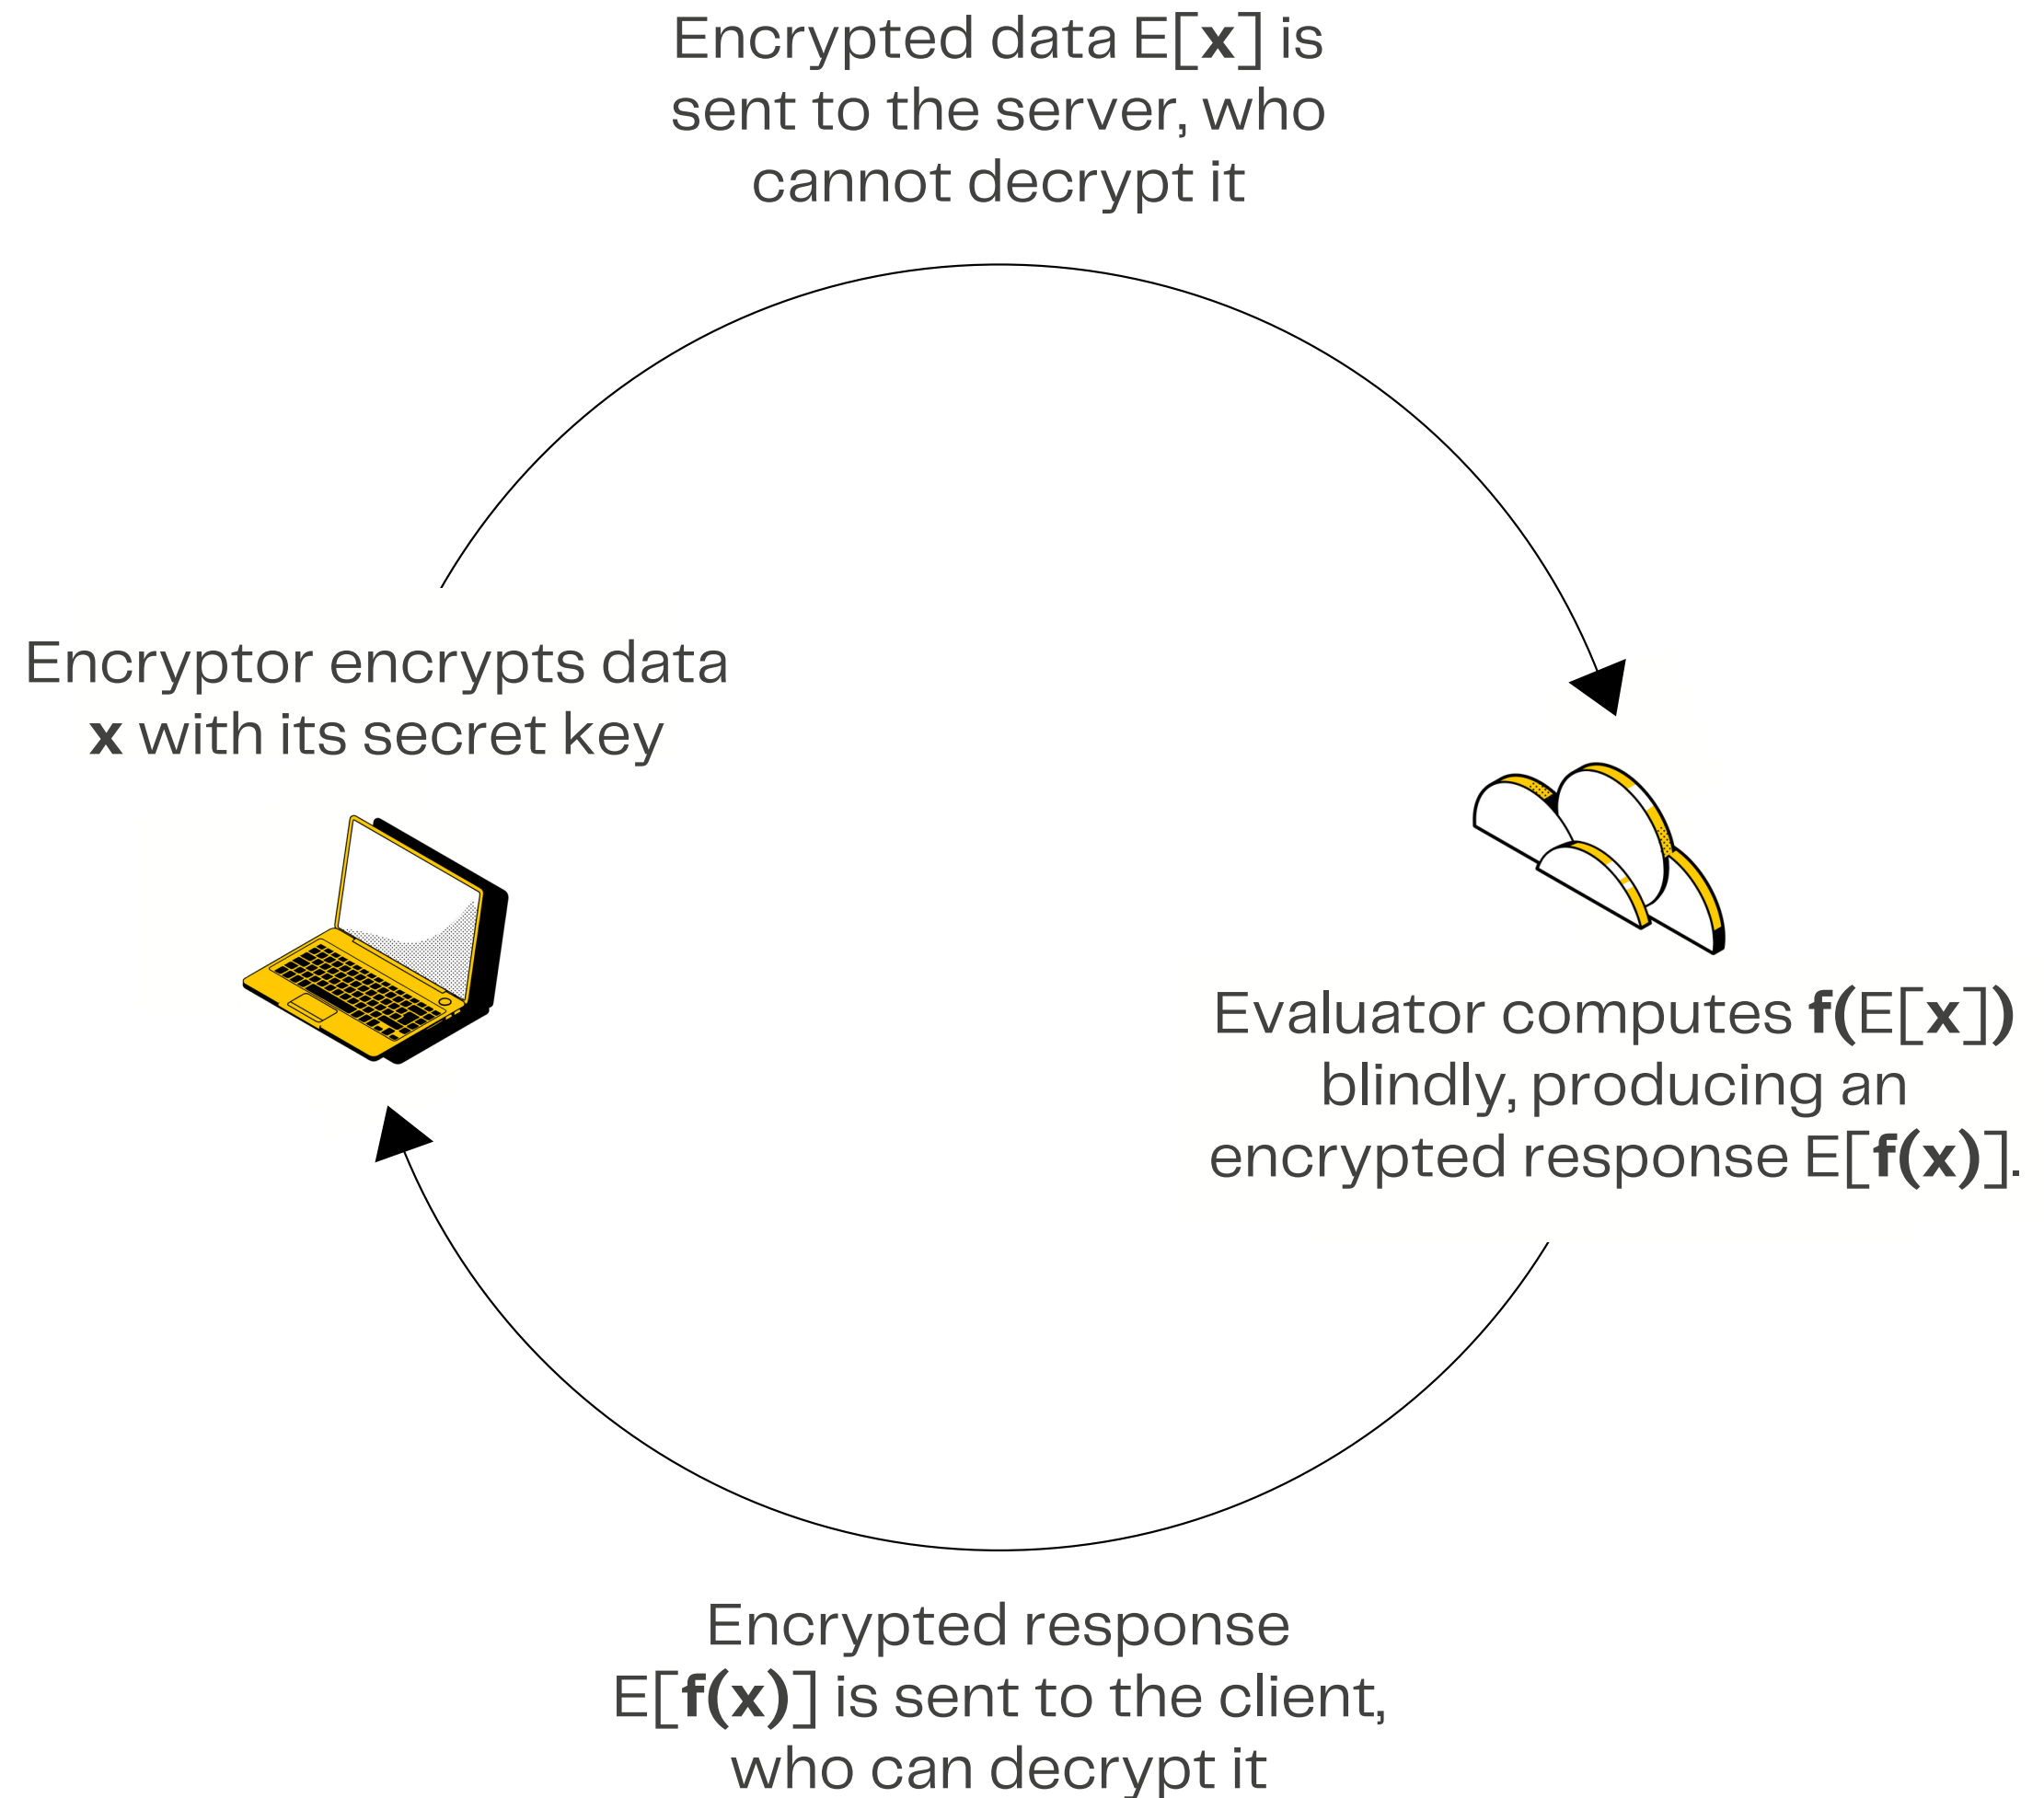 Encrypted data E[x] is
sent to the server, who
cannot decrypt it
Encryptor encrypts data
x with its secret key
Evaluator computes f(E[x])
blindly, producing an
encrypted response E[f(x)].
Encrypted response
E[f(x)] is sent to the client,
who can decrypt it